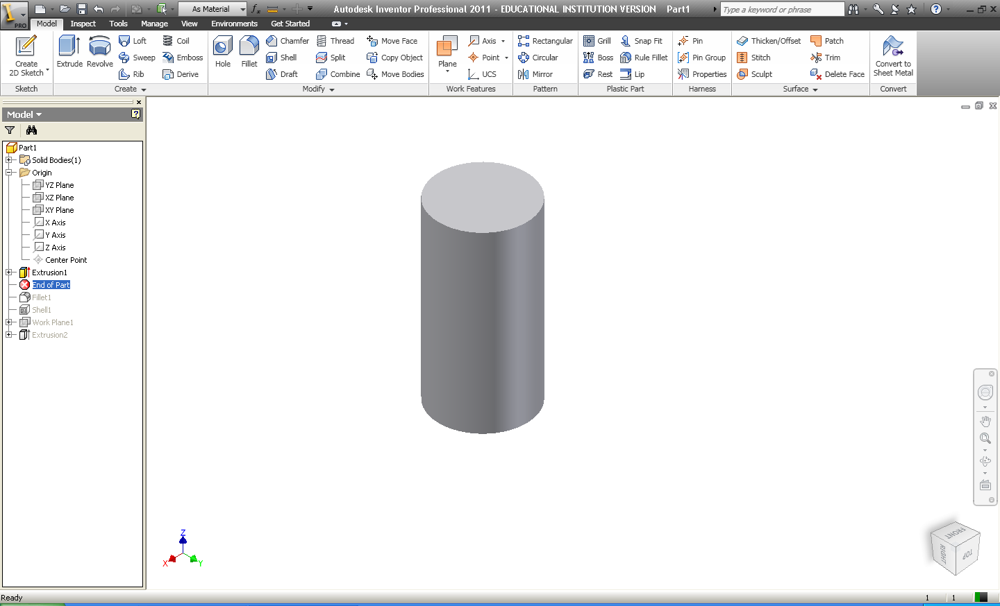 PRO
As Material
fx
Autodesk Inventor Professional 2011 - EDUCATIONAL INSTITUTION VERSION Part1
Type a keyword or phrase
Model Inspect Tools Manage View Environments Get Started
Create
2D Sketch
Sketch
Extrude
Revolve
Loft
Sweep
Rib
Coil
Emboss
Derive
Create
Hole
Fillet
Chamfer
Shell
Draft
Thread
Split
Combine
Move Face
Copy Object
Move Bodies
Modify
Plane
Axis
Point
UCS
Work Features
Rectangular
Circular
Mirror
Pattern
Grill
Boss
Rest
Snap Fit
Rule Fillet
Lip
Plastic Part
Pin
Pin Group
Properties
Harness
Thicken/Offset
Stitch
Sculpt
Patch
Trim
Delete Face
Surface
Convert to
Sheet Metal
Convert
Model
Part1
Solid Bodies(1)
Origin
YZ Plane
XZ Plane
XY Plane
X Axis
Y Axis
Z Axis
Center Point
Extrusion1
End of Part
Fillet1
Shell1
Work Plane1
Extrusion2
Z
X
Y
FRONT
RIGHT
TOP
Ready
1
1